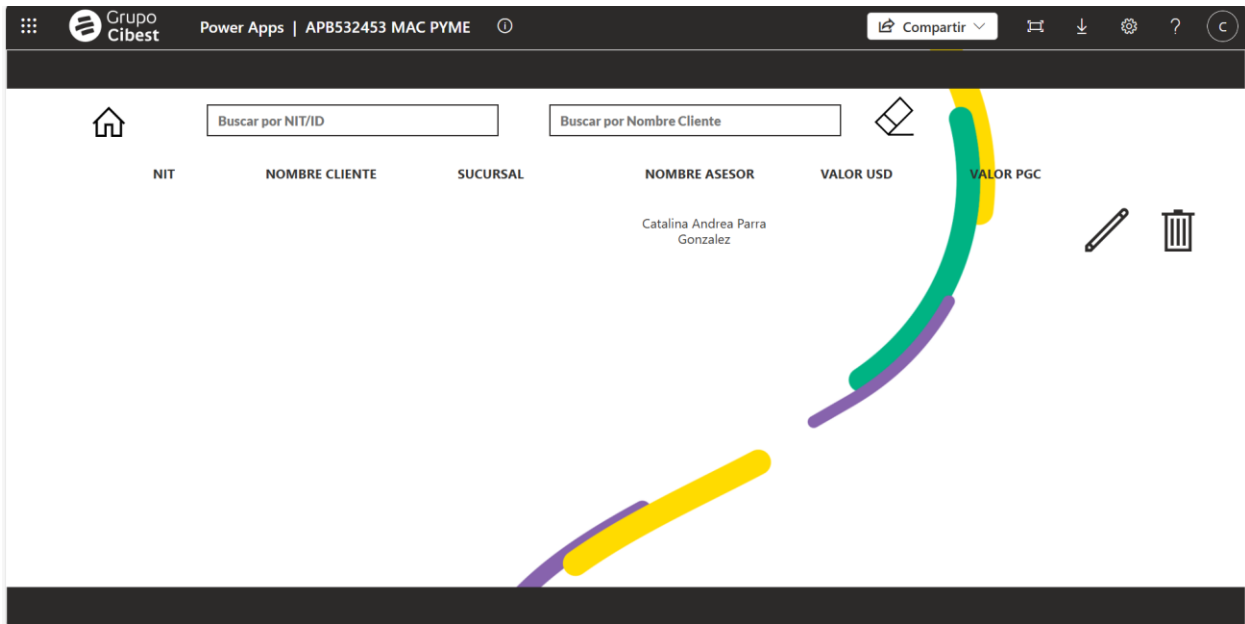 Grupo
Cibest
Power Apps | APB532453 MAC PYME
Compartir
?
C
Buscar por NIT/ID
Buscar por Nombre Cliente
NIT
NOMBRE CLIENTE
SUCURSAL
NOMBRE ASESOR
VALOR USD
VALOR PGC
Catalina Andrea Parra
Gonzalez